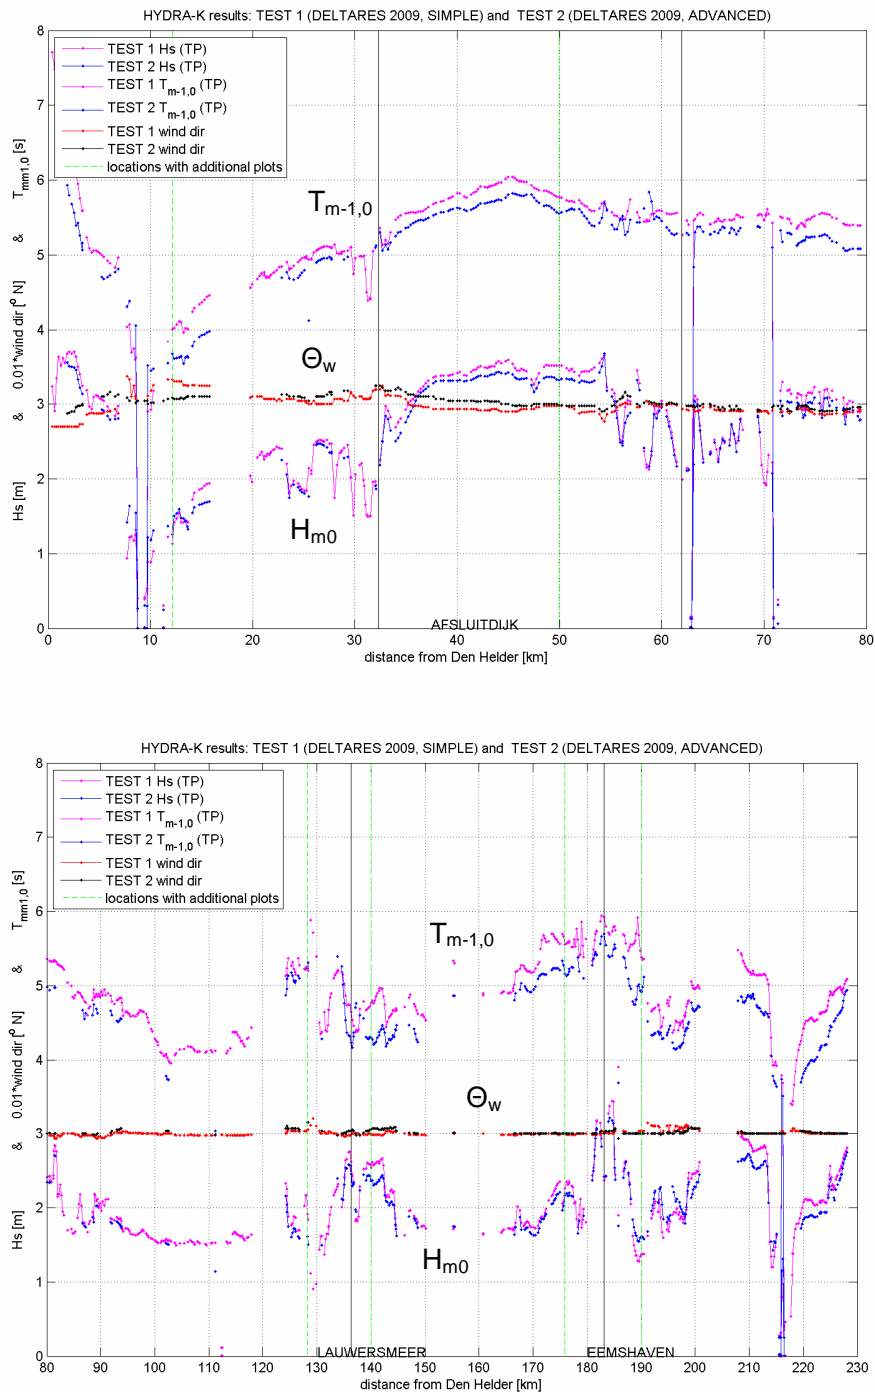 HYDRA-K results: TEST 1 (DELTARES 2009, SIMPLE) and TEST 2 (DELTARES 2009, ADVANCED)
TEST 1 Hs (TP)
TEST 2 Hs (TP)
TEST 1 Tm-1,0 (TP)
TEST 2 Tm-1,0 (TP)
TEST 1 wind dir
TEST 2 wind dir
locations with additional plots
Hs [m] & 0.01*wind dir [° N] & Tmm1,0 [s]
8
7
6
5
4
3
2
1
0
Tm-1,0
Θw
Hm0
AFSLUITDIJK
0 10 20 30 40 50 60 70 80
distance from Den Helder [km]
HYDRA-K results: TEST 1 (DELTARES 2009, SIMPLE) and TEST 2 (DELTARES 2009, ADVANCED)
TEST 1 Hs (TP)
TEST 2 Hs (TP)
TEST 1 Tm-1,0 (TP)
TEST 2 Tm-1,0 (TP)
TEST 1 wind dir
TEST 2 wind dir
locations with additional plots
Hs [m] & 0.01*wind dir [° N] & Tmm1,0 [s]
8
7
6
5
4
3
2
1
0
Tm-1,0
Θw
Hm0
LAUWERSMEER EEMSHAVEN
80 90 100 110 120 130 140 150 160 170 180 190 200 210 220 230
distance from Den Helder [km]